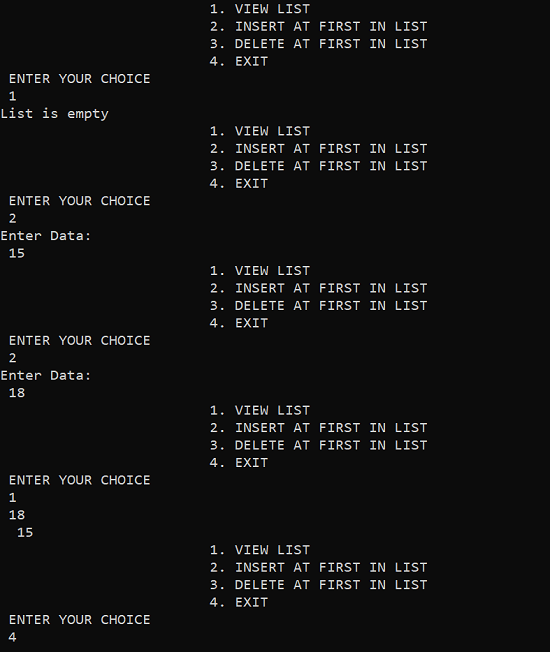 1. VIEW LIST
2. INSERT AT FIRST IN LIST
3. DELETE AT FIRST IN LIST
4. EXIT
ENTER YOUR CHOICE
1
List is empty
1. VIEW LIST
2. INSERT AT FIRST IN LIST
3. DELETE AT FIRST IN LIST
4. EXIT
ENTER YOUR CHOICE
2
Enter Data:
15
1. VIEW LIST
2. INSERT AT FIRST IN LIST
3. DELETE AT FIRST IN LIST
4. EXIT
ENTER YOUR CHOICE
2
Enter Data:
18
1. VIEW LIST
2. INSERT AT FIRST IN LIST
3. DELETE AT FIRST IN LIST
4. EXIT
ENTER YOUR CHOICE
1
18
15
1. VIEW LIST
2. INSERT AT FIRST IN LIST
3. DELETE AT FIRST IN LIST
4. EXIT
ENTER YOUR CHOICE
4